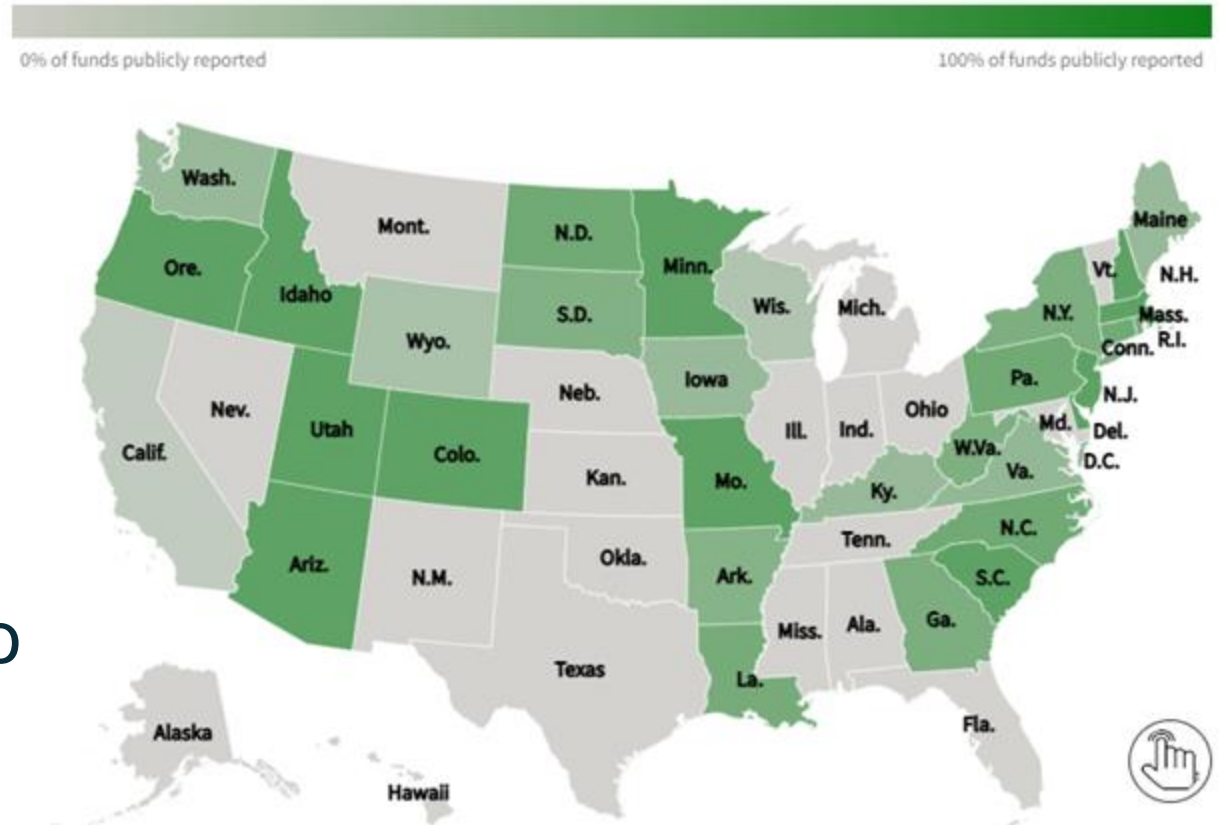 0% of funds publicly reported
100% of funds publicly reported
Wash.
Mont.
N.D.
Minn.
Maine
Vt.
N.H.
Ore.
Idaho
S.D.
Wis.
Mich.
N.Y.
Mass.
R.I.
Conn.
Wyo.
Iowa
Neb.
Pa.
N.J.
Nev.
Utah
Colo.
Ill.
Ind.
Ohio
Md.
Del.
D.C.
Calif.
Kan.
Mo.
Ky.
W.Va.
Va.
Ariz.
N.M.
Okla.
Ark.
Tenn.
N.C.
S.C.
Miss.
Ala.
Ga.
Texas
La.
Fla.
Alaska
Hawaii